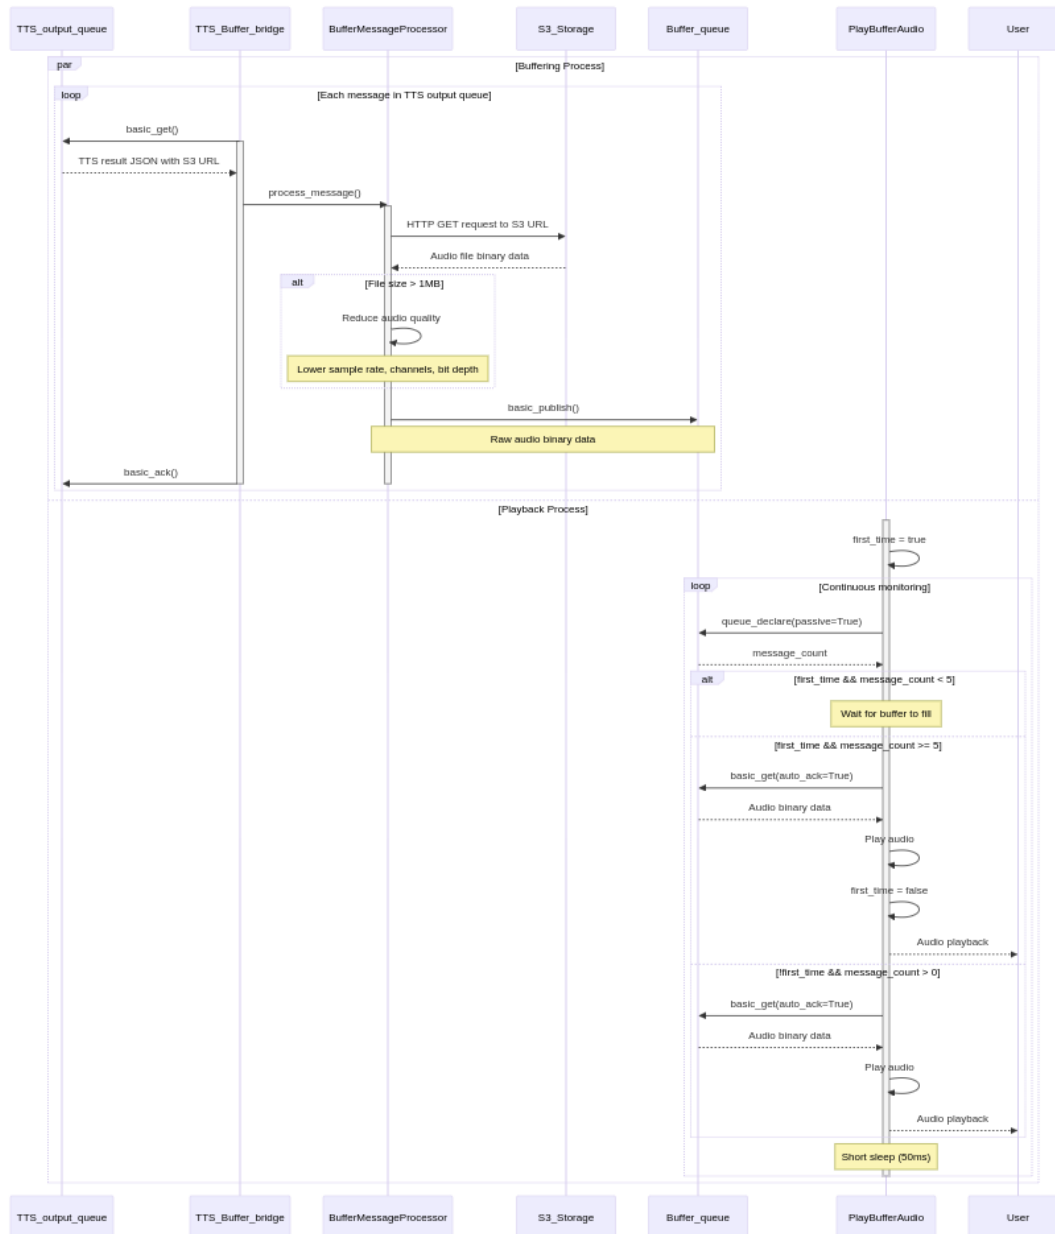 TTS_output_queue TTS_Buffer_bridge BufferMessageProcessor S3_Storage Buffer_queue PlayBufferAudio User
par [Buffering Process]
loop [Each message in TTS output queue]
basic_get()
TTS result JSON with S3 URL
process_message()
HTTP GET request to S3 URL
Audio file binary data
alt [File size > 1MB]
Reduce audio quality
Lower sample rate, channels, bit depth
basic_publish()
Raw audio binary data
basic_ack()
[Playback Process]
first_time = true
loop [Continuous monitoring]
queue_declare(passive=True)
message_count
alt [first_time && message_count < 5]
Wait for buffer to fill
[first_time && message_count >= 5]
basic_get(auto_ack=True)
Audio binary data
Play audio
first_time = false
Audio playback
[!first_time && message_count > 0]
basic_get(auto_ack=True)
Audio binary data
Play audio
Audio playback
Short sleep (50ms)
TTS_output_queue TTS_Buffer_bridge BufferMessageProcessor S3_Storage Buffer_queue PlayBufferAudio User